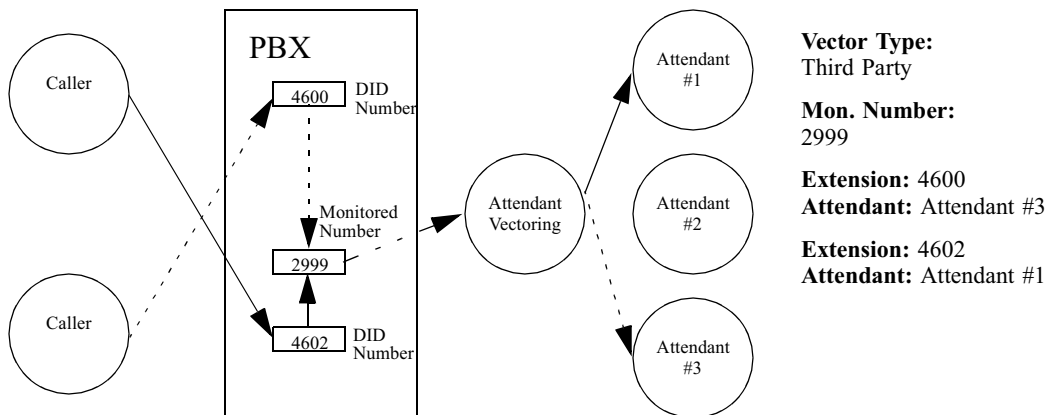 PBX
Caller
4600
DID
Number
Monitored
Number
2999
Caller
4602
DID
Number
Attendant
Vectoring
Attendant
#1
Attendant
#2
Attendant
#3
Vector Type:
Third Party
Mon. Number:
2999
Extension: 4600
Attendant: Attendant #3
Extension: 4602
Attendant: Attendant #1